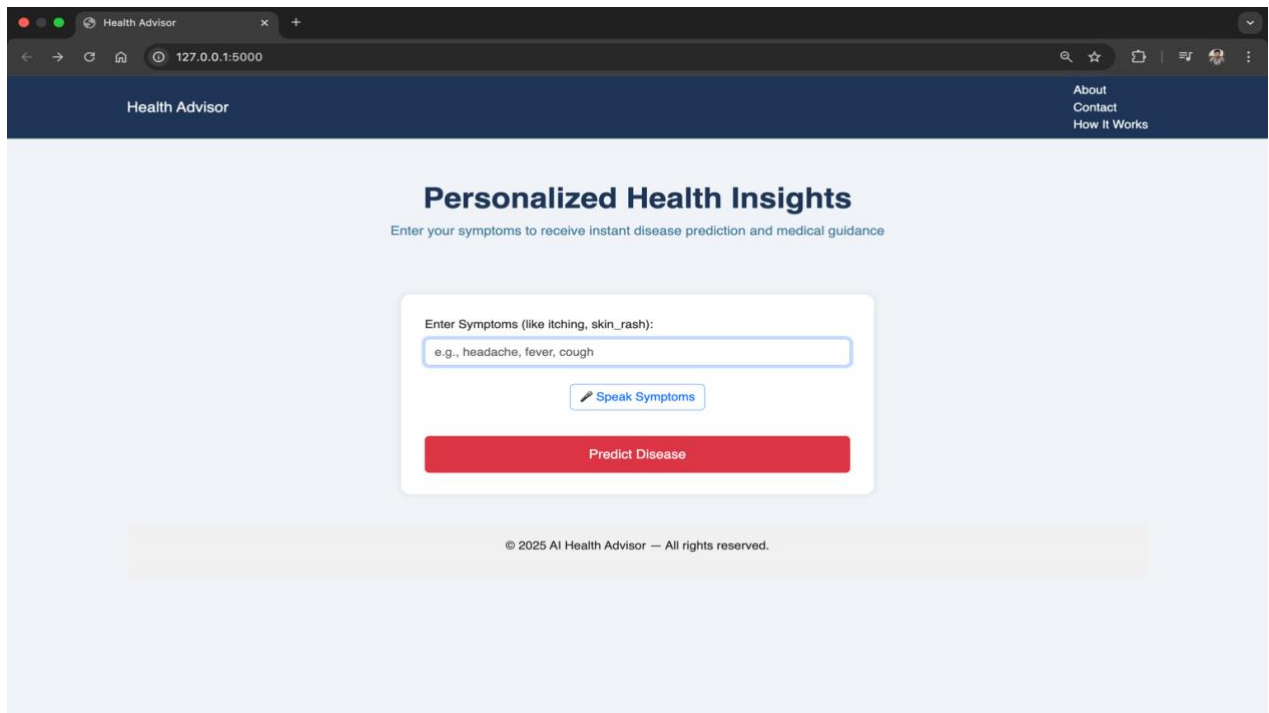 Health Advisor
127.0.0.1:5000
Health Advisor
About
Contact
How It Works
Personalized Health Insights
Enter your symptoms to receive instant disease prediction and medical guidance
Enter Symptoms (like itching, skin_rash):
e.g., headache, fever, cough
🎤 Speak Symptoms
Predict Disease
© 2025 AI Health Advisor — All rights reserved.